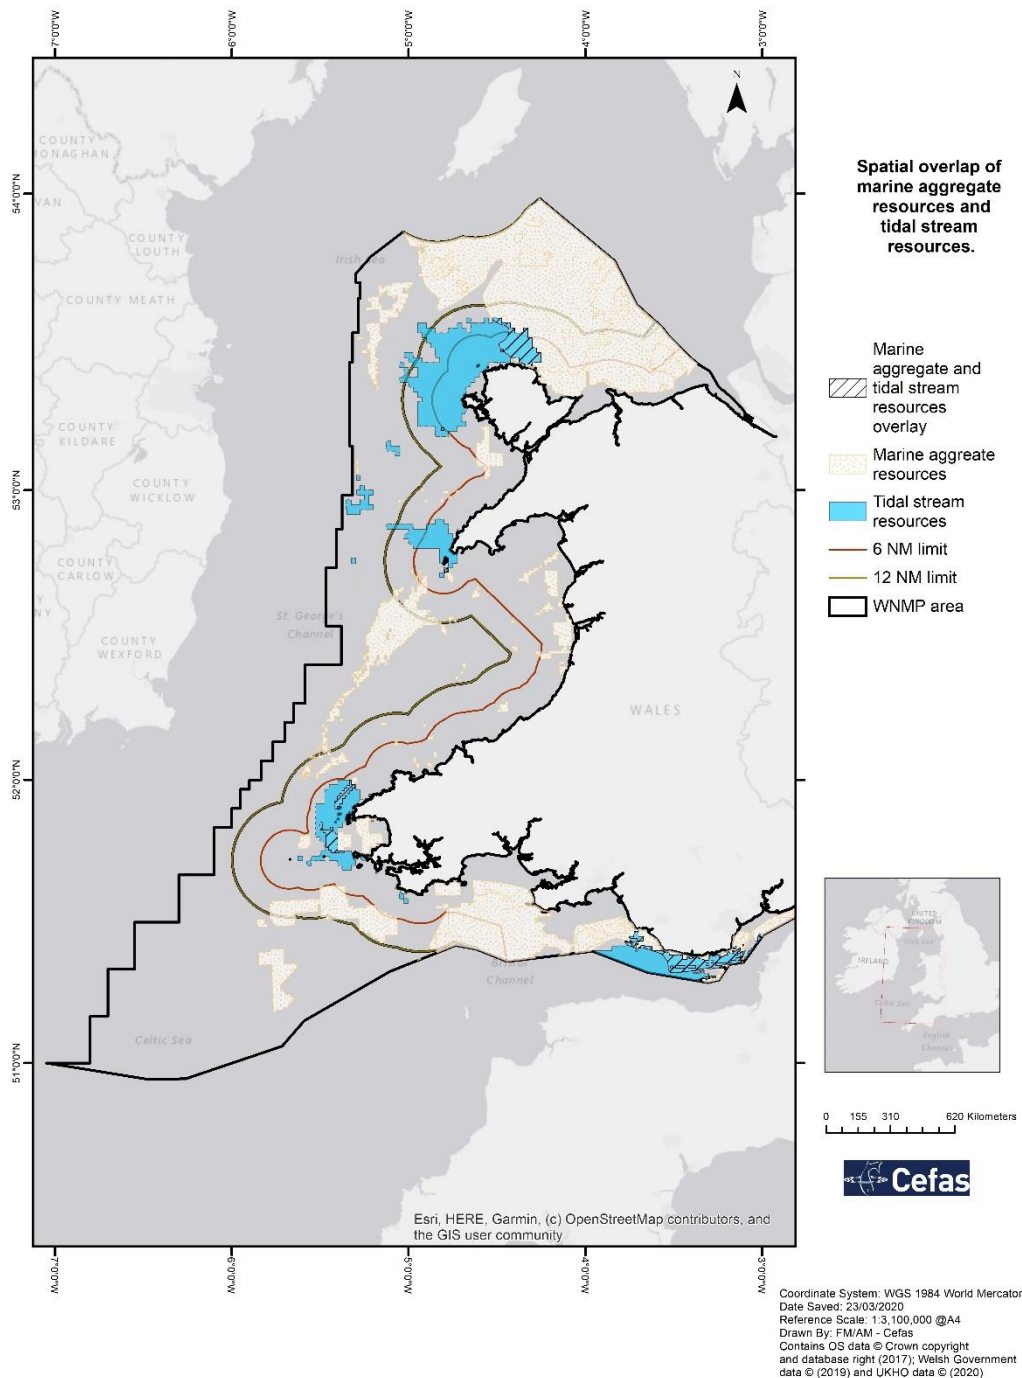 7°0'0"W
6°0'0"W
5°0'0"W
4°0'0"W
3°0'0"W
54°0'0"N
53°0'0"N
52°0'0"N
51°0'0"N
N
COUNTY
MONAGHAN
VAN
COUNTY
LOUTH
COUNTY MEATH
Irish Sea
COUNTY
KILDARE
COUNTY
WICKLOW
COUNTY
CARLOW
NY
COUNTY
WEXFORD
St George's
Channel
WALES
Bristol
Channel
Celtic Sea
Esri, HERE, Garmin, (c) OpenStreetMap contributors, and
the GIS user community
7°0'0"W
6°0'0"W
5°0'0"W
4°0'0"W
3°0'0"W
Spatial overlap of
marine aggregate
resources and
tidal stream
resources.
Marine
aggregate and
tidal stream
resources
overlay
Marine aggreate
resources
Tidal stream
resources
6 NM limit
12 NM limit
WNMP area
UNITED
KINGDOM
IRELAND
Celtic Sea
English
Channel
0 155 310 620 Kilometers
Cefas
Coordinate System: WGS 1984 World Mercator
Date Saved: 23/03/2020
Reference Scale: 1:3,100,000 @A4
Drawn By: FM/AM - Cefas
Contains OS data © Crown copyright
and database right (2017); Welsh Government
data © (2019) and UKHO data © (2020)